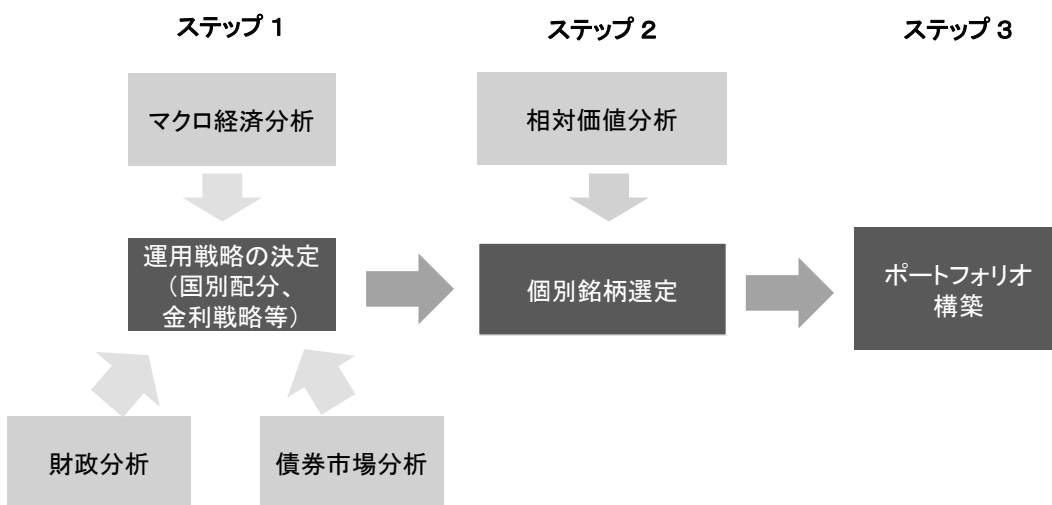 ステップ 1
ステップ 2
ステップ 3
マクロ経済分析
相対価値分析
運用戦略の決定
（国別配分、
金利戦略等）
個別銘柄選定
ポートフォリオ
構築
財政分析
債券市場分析